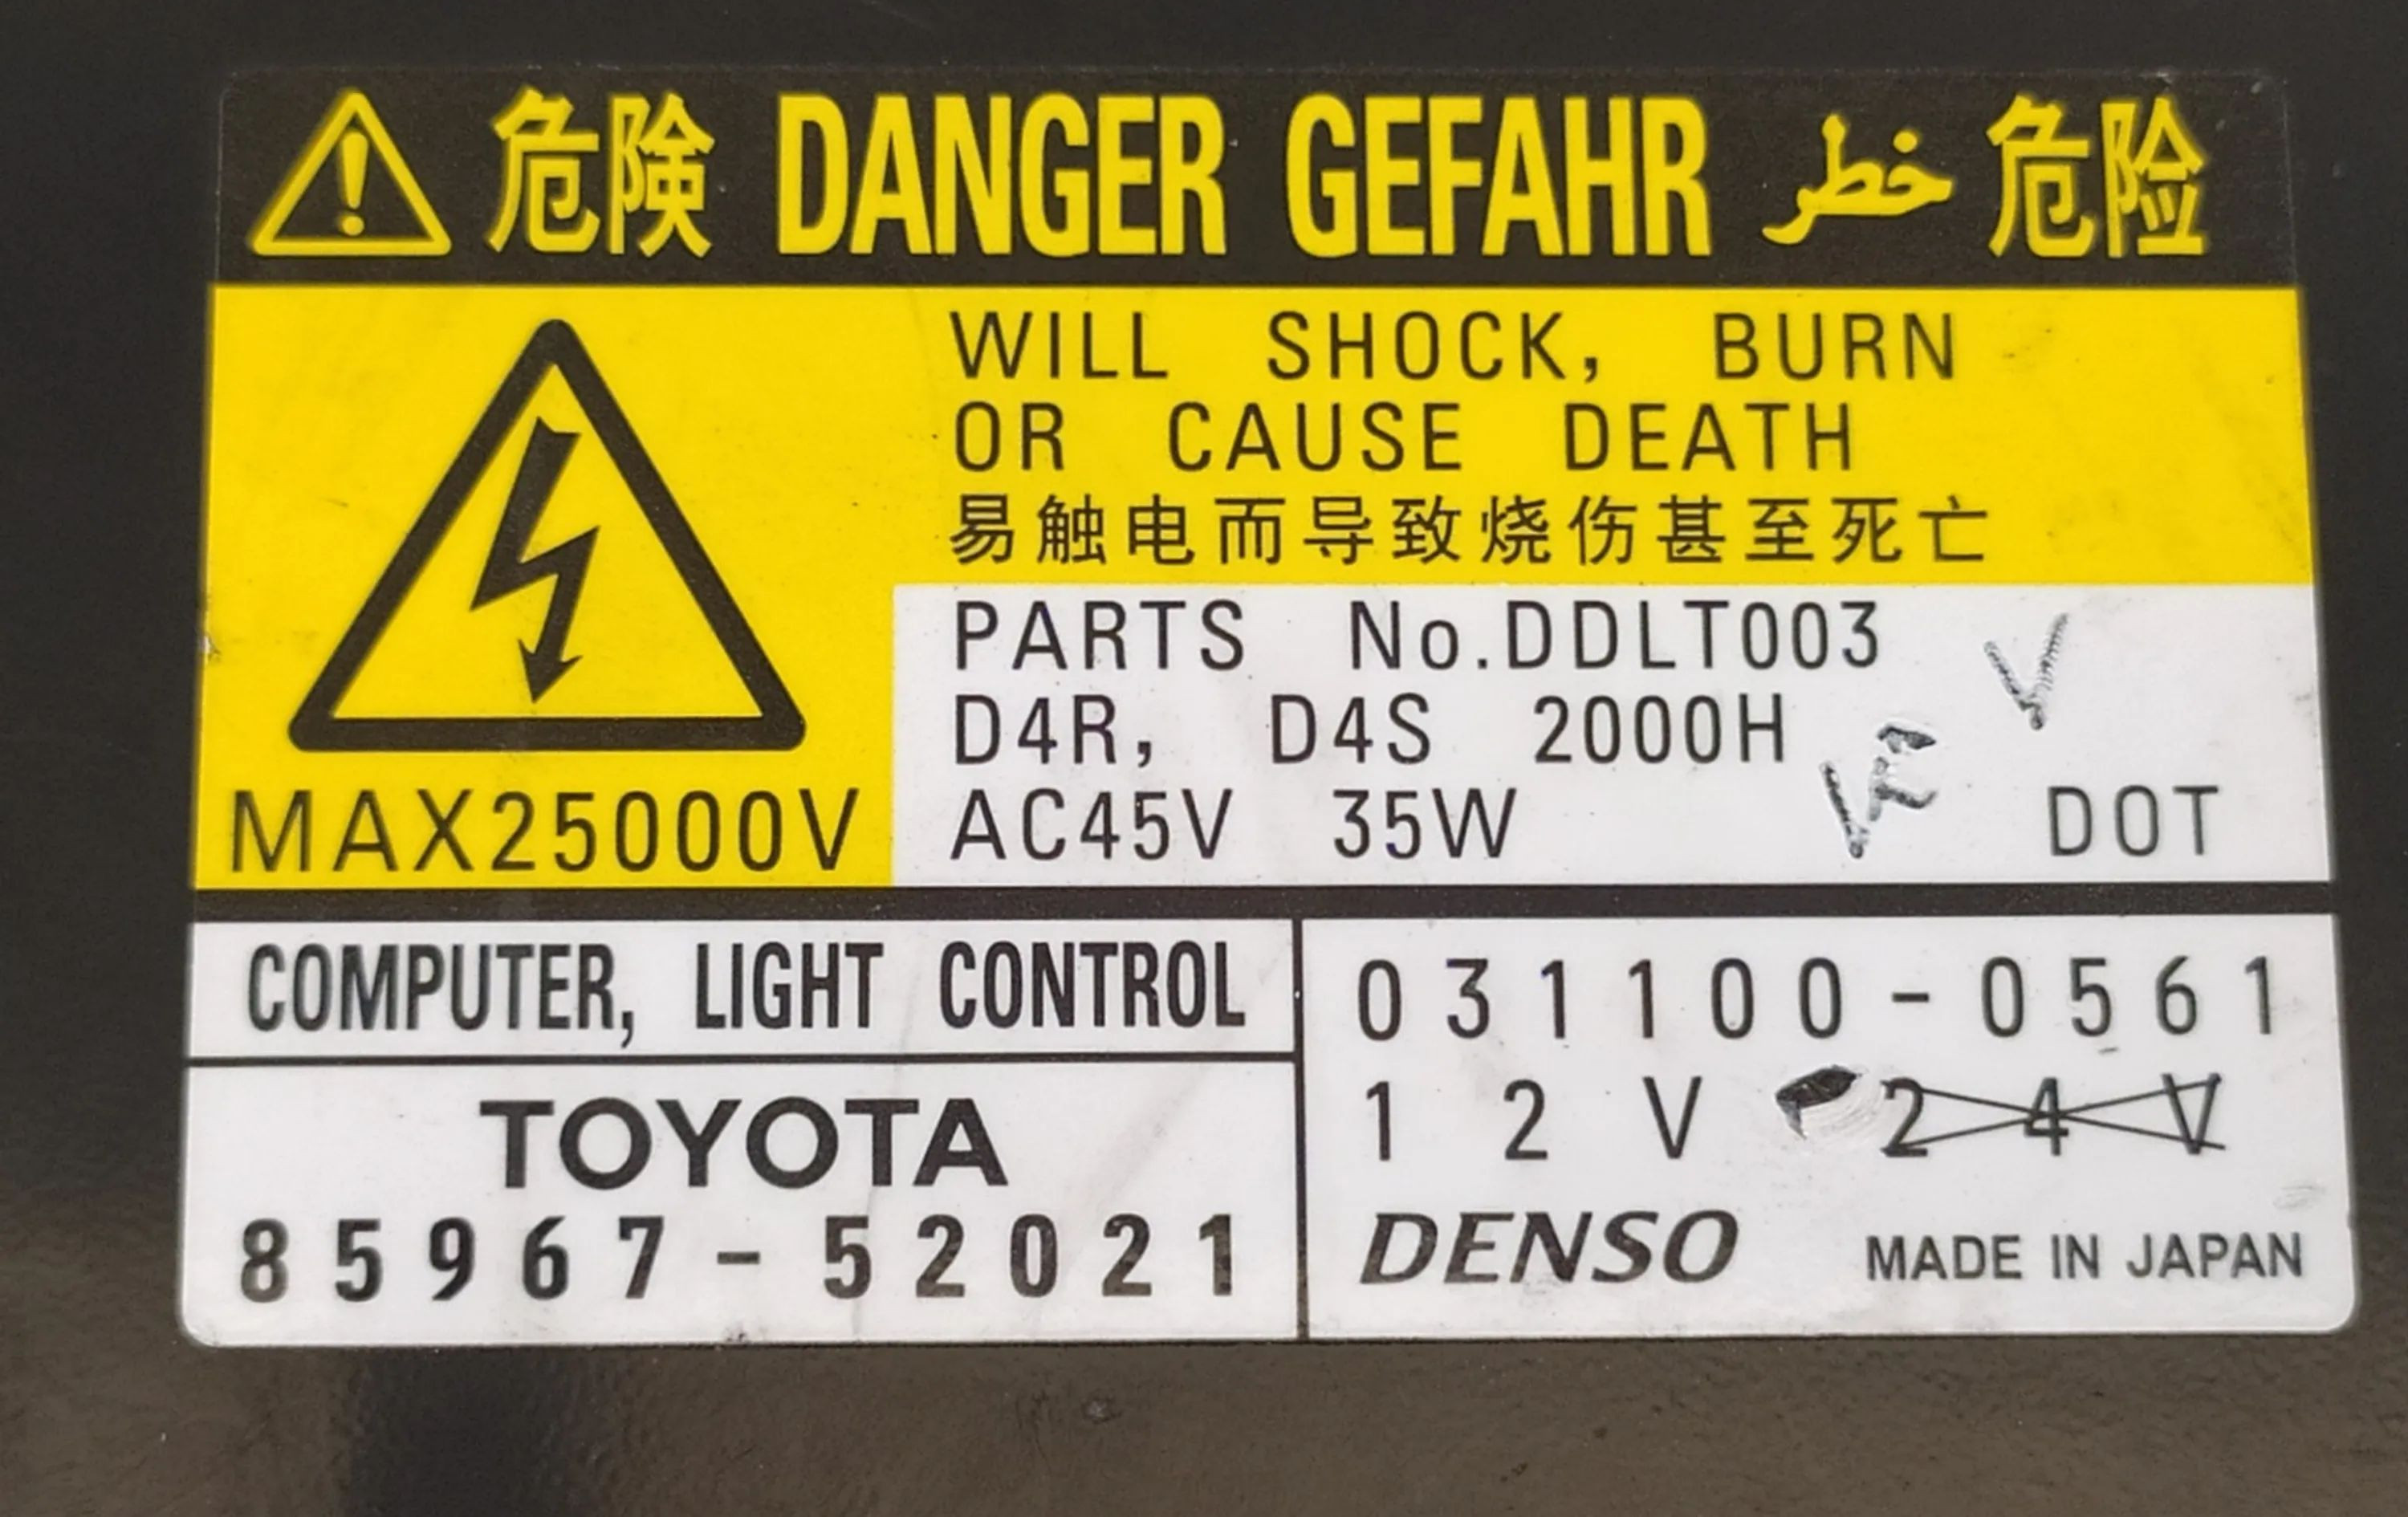 危険 DANGER GEFAHR خطر 危险
WILL SHOCK, BURN
OR CAUSE DEATH
易触电而导致烧伤甚至死亡
MAX25000V
PARTS No.DDLT003
D4R, D4S 2000H
AC45V 35W
DOT
COMPUTER, LIGHT CONTROL
TOYOTA
85967-52021
031100-0561
12V 24V
DENSO MADE IN JAPAN